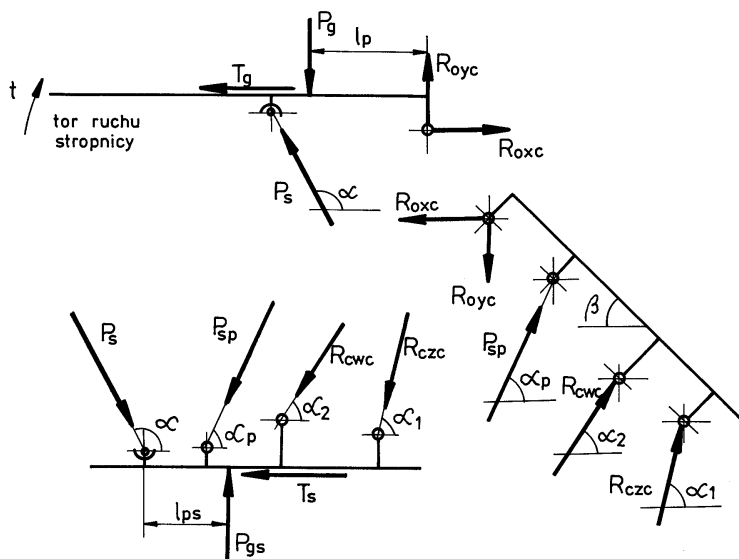 Pg
lp
Royc
Tg
t
tor ruchu
stropnicy
Roxc
Ps
α
Roxc
Royc
β
Psp
αp
Rcwc
α2
Rczc
α1
Ps
α
Psp
αp
Rcwc
α2
Rczc
α1
Ts
lps
Pgs